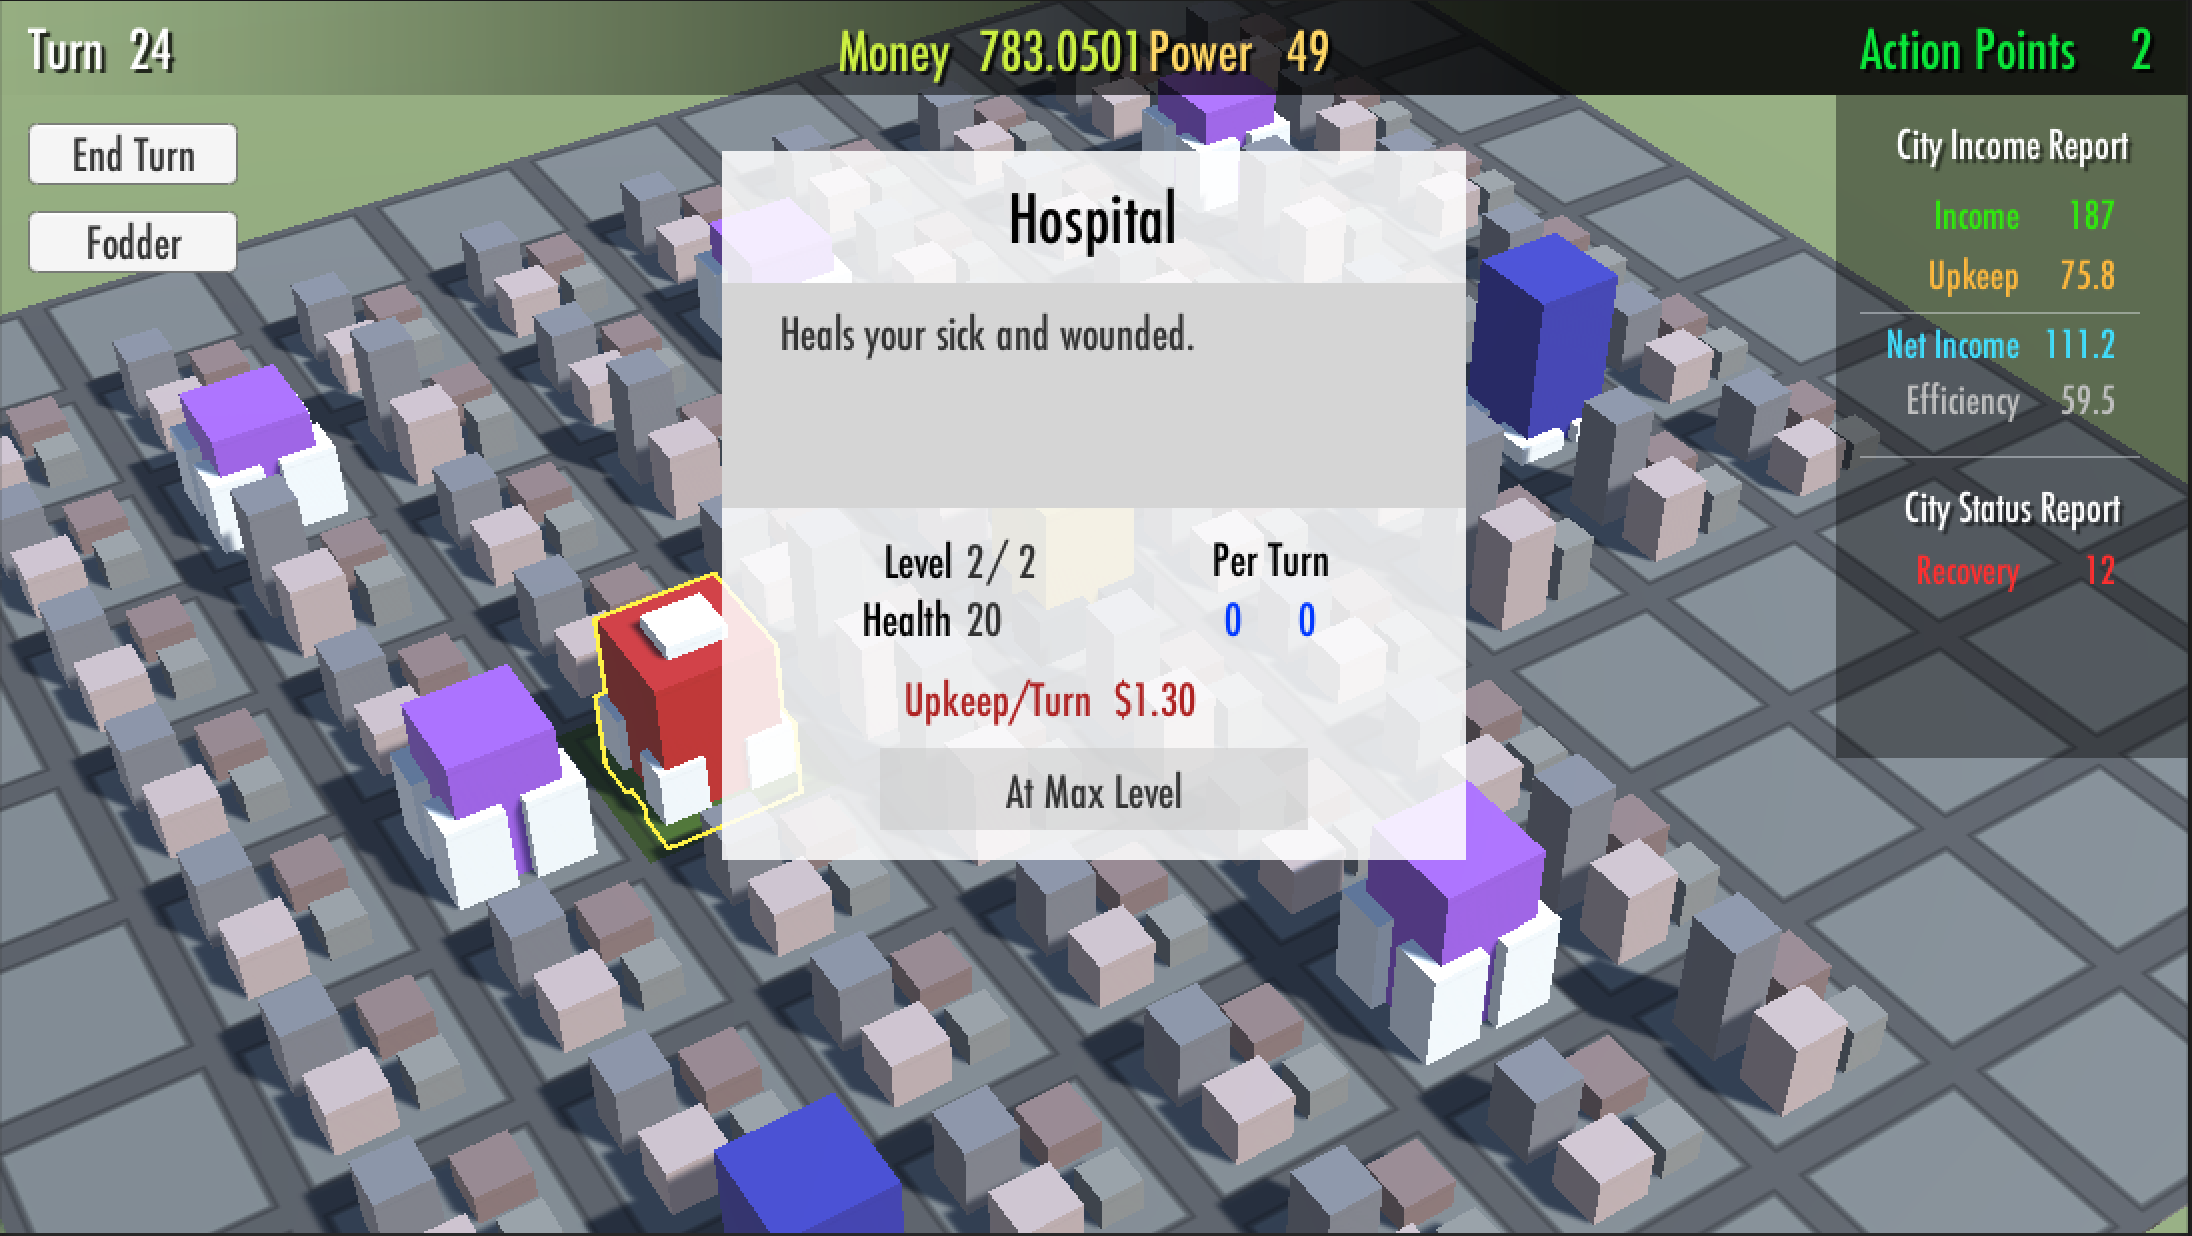 Turn 24
Money 783.0501 Power 49
Action Points 2
End Turn
Fodder
City Income Report
Income 187
Upkeep 75.8
Net Income 111.2
Efficiency 59.5
City Status Report
Recovery 12
Hospital
Heals your sick and wounded.
Level 2/ 2
Per Turn
Health 20
0 0
Upkeep/Turn $1.30
At Max Level